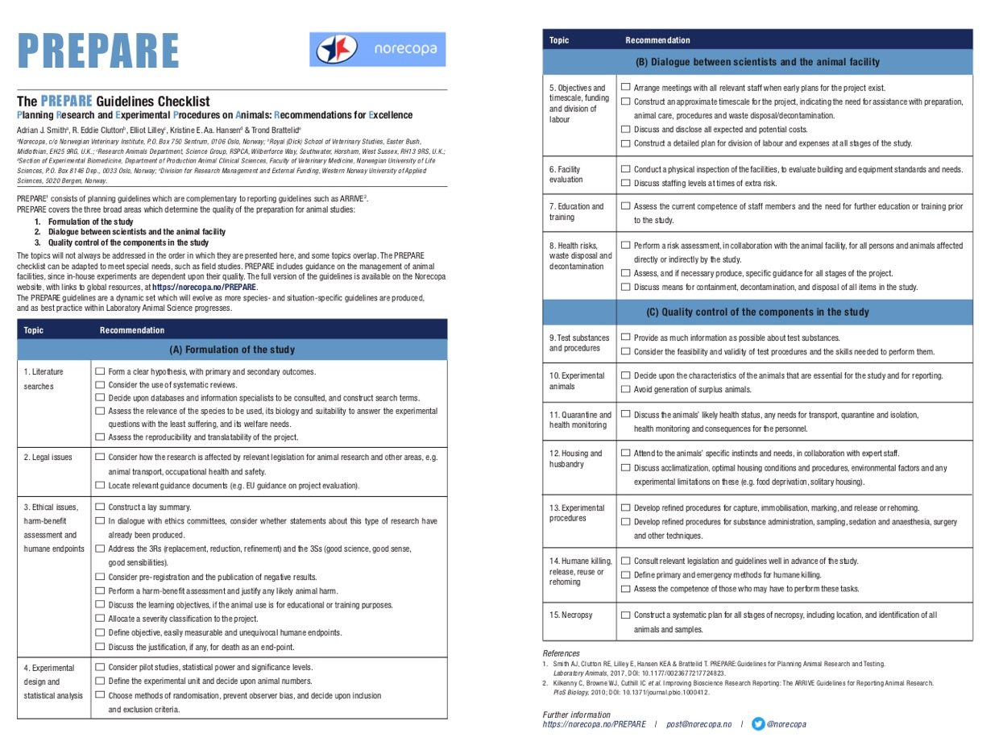 PREPARE
norecopa
The PREPARE Guidelines Checklist
Planning Research and Experimental Procedures on Animals: Recommendations for Excellence
Adrian J. Smithᵃ, R. Eddie Cluttonᵇ, Elliot Lilleyᶜ, Kristine E. Aa. Hansenᵈ & Trond Brattelidᵉ
ᵃNorecopa, c/o Norwegian Veterinary Institute, P.O. Box 750 Sentrum, 0106 Oslo, Norway; ᵇRoyal (Dick) School of Veterinary Studies, Easter Bush,
Midlothian, EH25 9RG, U.K.; ᶜResearch Animals Department, Science Group, RSPCA, Wilberforce Way, Southwater, Horsham, West Sussex, RH13 9RS, U.K.;
ᵈSection of Experimental Biomedicine, Department of Production Animal Clinical Sciences, Faculty of Veterinary Medicine, Norwegian University of Life
Sciences, P.O. Box 8146 Dep., 0033 Oslo, Norway; ᵉDivision for Research Management and External Funding, Western Norway University of Applied
Sciences, 5020 Bergen, Norway.
PREPARE¹ consists of planning guidelines which are complementary to reporting guidelines such as ARRIVE².
PREPARE covers the three broad areas which determine the quality of the preparation for animal studies:
1. Formulation of the study
2. Dialogue between scientists and the animal facility
3. Quality control of the components in the study
The topics will not always be addressed in the order in which they are presented here, and some topics overlap. The PREPARE
checklist can be adapted to meet special needs, such as field studies. PREPARE includes guidance on the management of animal
facilities, since in-house experiments are dependent upon their quality. The full version of the guidelines is available on the Norecopa
website, with links to global resources, at https://norecopa.no/PREPARE.
The PREPARE guidelines are a dynamic set which will evolve as more species- and situation-specific guidelines are produced,
and as best practice within Laboratory Animal Science progresses.
Topic Recommendation
(A) Formulation of the study
1. Literature
searches
Form a clear hypothesis, with primary and secondary outcomes.
Consider the use of systematic reviews.
Decide upon databases and information specialists to be consulted, and construct search terms.
Assess the relevance of the species to be used, its biology and suitability to answer the experimental
questions with the least suffering, and its welfare needs.
Assess the reproducibility and translatability of the project.
2. Legal issues
Consider how the research is affected by relevant legislation for animal research and other areas, e.g.
animal transport, occupational health and safety.
Locate relevant guidance documents (e.g. EU guidance on project evaluation).
3. Ethical issues,
harm-benefit
assessment and
humane endpoints
Construct a lay summary.
In dialogue with ethics committees, consider whether statements about this type of research have
already been produced.
Address the 3Rs (replacement, reduction, refinement) and the 3Ss (good science, good sense,
good sensibilities).
Consider pre-registration and the publication of negative results.
Perform a harm-benefit assessment and justify any likely animal harm.
Discuss the learning objectives, if the animal use is for educational or training purposes.
Allocate a severity classification to the project.
Define objective, easily measurable and unequivocal humane endpoints.
Discuss the justification, if any, for death as an end-point.
4. Experimental
design and
statistical analysis
Consider pilot studies, statistical power and significance levels.
Define the experimental unit and decide upon animal numbers.
Choose methods of randomisation, prevent observer bias, and decide upon inclusion
and exclusion criteria.
Topic Recommendation
(B) Dialogue between scientists and the animal facility
5. Objectives and
timescale, funding
and division of
labour
Arrange meetings with all relevant staff when early plans for the project exist.
Construct an approximate timescale for the project, indicating the need for assistance with preparation,
animal care, procedures and waste disposal/decontamination.
Discuss and disclose all expected and potential costs.
Construct a detailed plan for division of labour and expenses at all stages of the study.
6. Facility
evaluation
Conduct a physical inspection of the facilities, to evaluate building and equipment standards and needs.
Discuss staffing levels at times of extra risk.
7. Education and
training
Assess the current competence of staff members and the need for further education or training prior
to the study.
8. Health risks,
waste disposal and
decontamination
Perform a risk assessment, in collaboration with the animal facility, for all persons and animals affected
directly or indirectly by the study.
Assess, and if necessary produce, specific guidance for all stages of the project.
Discuss means for containment, decontamination, and disposal of all items in the study.
(C) Quality control of the components in the study
9. Test substances
and procedures
Provide as much information as possible about test substances.
Consider the feasibility and validity of test procedures and the skills needed to perform them.
10. Experimental
animals
Decide upon the characteristics of the animals that are essential for the study and for reporting.
Avoid generation of surplus animals.
11. Quarantine and
health monitoring
Discuss the animals' likely health status, any needs for transport, quarantine and isolation,
health monitoring and consequences for the personnel.
12. Housing and
husbandry
Attend to the animals' specific instincts and needs, in collaboration with expert staff.
Discuss acclimatization, optimal housing conditions and procedures, environmental factors and any
experimental limitations on these (e.g. food deprivation, solitary housing).
13. Experimental
procedures
Develop refined procedures for capture, immobilisation, marking, and release or rehoming.
Develop refined procedures for substance administration, sampling, sedation and anaesthesia, surgery
and other techniques.
14. Humane killing,
release, reuse or
rehoming
Consult relevant legislation and guidelines well in advance of the study.
Define primary and emergency methods for humane killing.
Assess the competence of those who may have to perform these tasks.
15. Necropsy
Construct a systematic plan for all stages of necropsy, including location, and identification of all
animals and samples.
References
1. Smith AJ, Clutton RE, Lilley E, Hansen KEA & Brattelid T. PREPARE:Guidelines for Planning Animal Research and Testing.
Laboratory Animals, 2017, DOI: 10.1177/0023677217724823.
2. Kilkenny C, Browne WJ, Cuthill IC et al. Improving Bioscience Research Reporting: The ARRIVE Guidelines for Reporting Animal Research.
PloS Biology, 2010; DOI: 10.1371/journal.pbio.1000412.
Further information
https://norecopa.no/PREPARE | post@norecopa.no | @norecopa